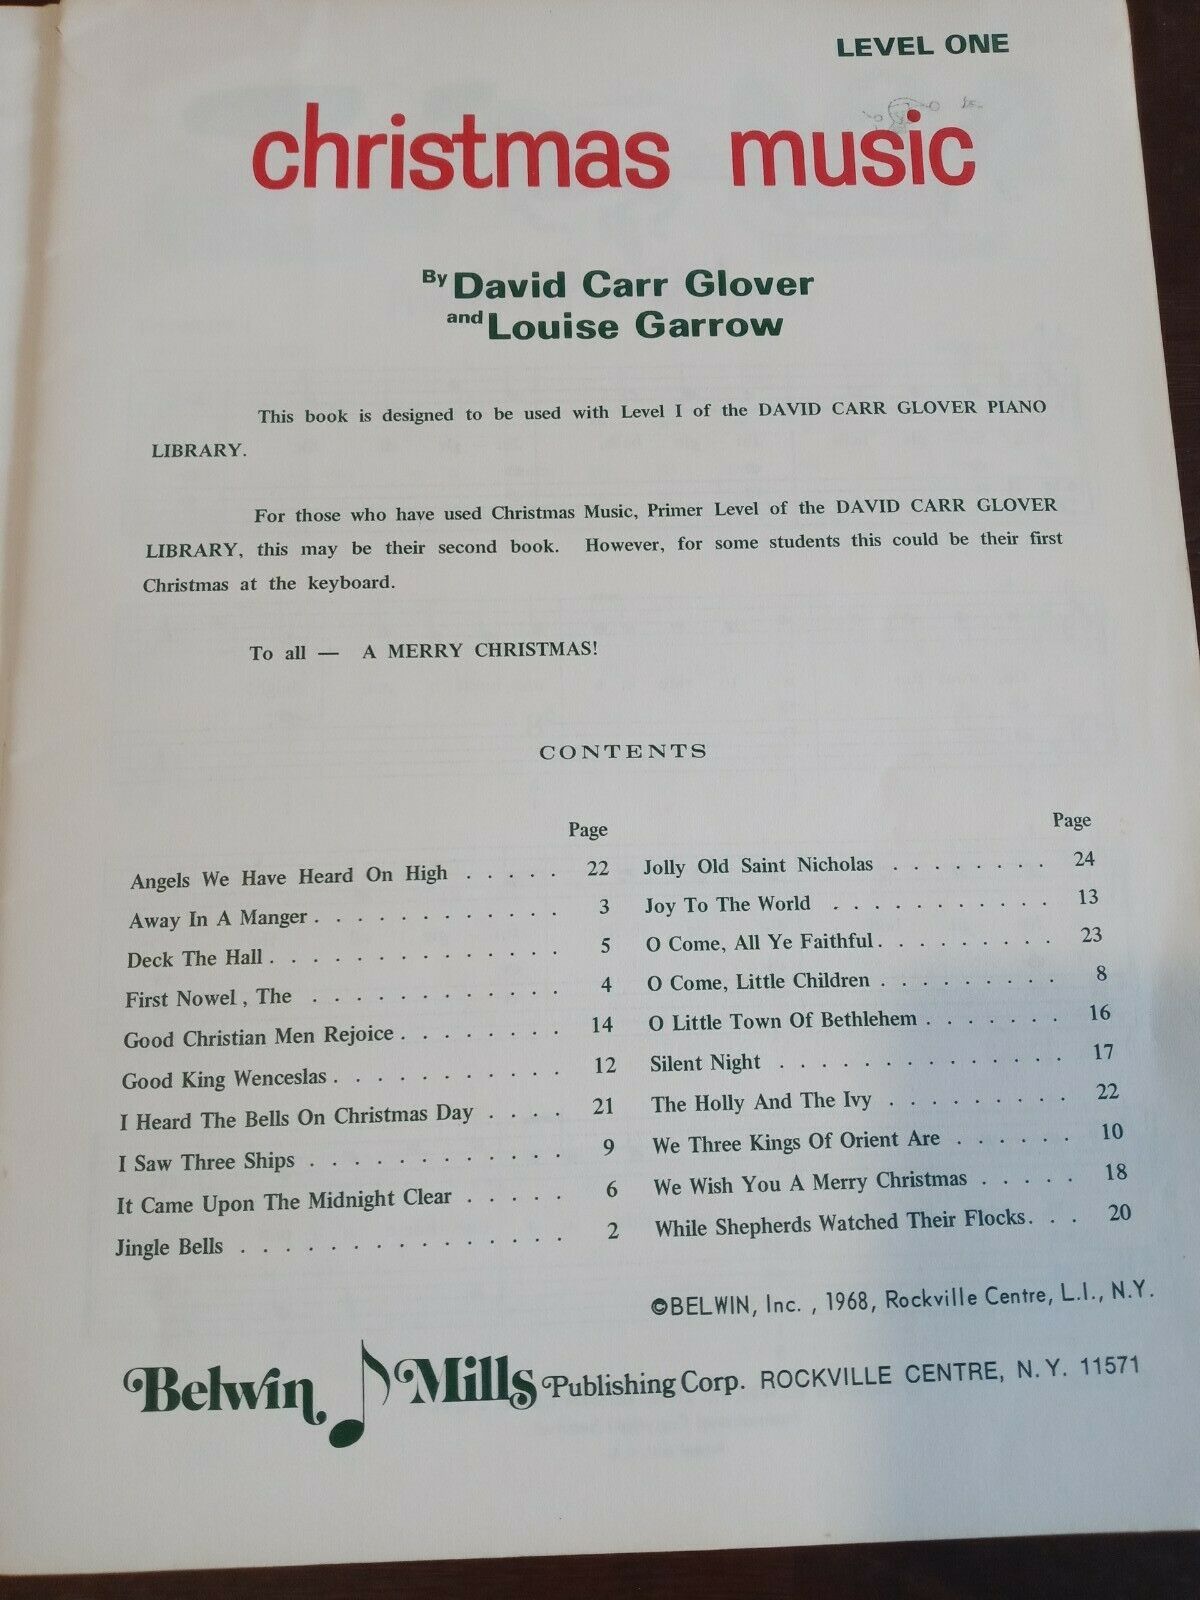 LEVEL ONE
christmas music
By David Carr Glover
and Louise Garrow
This book is designed to be used with Level I of the DAVID CARR GLOVER PIANO
LIBRARY.
For those who have used Christmas Music, Primer Level of the DAVID CARR GLOVER
LIBRARY, this may be their second book. However, for some students this could be their first
Christmas at the keyboard.
To all — A MERRY CHRISTMAS!
CONTENTS
Page
Angels We Have Heard On High . . . . . 22
Away In A Manger . . . . . . . . . . . . 3
Deck The Hall . . . . . . . . . . . . . . 5
First Nowel , The . . . . . . . . . . . . 4
Good Christian Men Rejoice . . . . . . . . 14
Good King Wenceslas . . . . . . . . . . . 12
I Heard The Bells On Christmas Day . . . . 21
I Saw Three Ships . . . . . . . . . . . . 9
It Came Upon The Midnight Clear . . . . . 6
Jingle Bells . . . . . . . . . . . . . . . 2
Page
Jolly Old Saint Nicholas . . . . . . . . 24
Joy To The World . . . . . . . . . . . 13
O Come, All Ye Faithful . . . . . . . . . 23
O Come, Little Children . . . . . . . . . 8
O Little Town Of Bethlehem . . . . . . . 16
Silent Night . . . . . . . . . . . . . 17
The Holly And The Ivy . . . . . . . . . 22
We Three Kings Of Orient Are . . . . . . 10
We Wish You A Merry Christmas . . . . . 18
While Shepherds Watched Their Flocks . . . 20
©BELWIN, Inc. , 1968, Rockville Centre, L.I., N.Y.
Belwin Mills Publishing Corp. ROCKVILLE CENTRE, N. Y. 11571